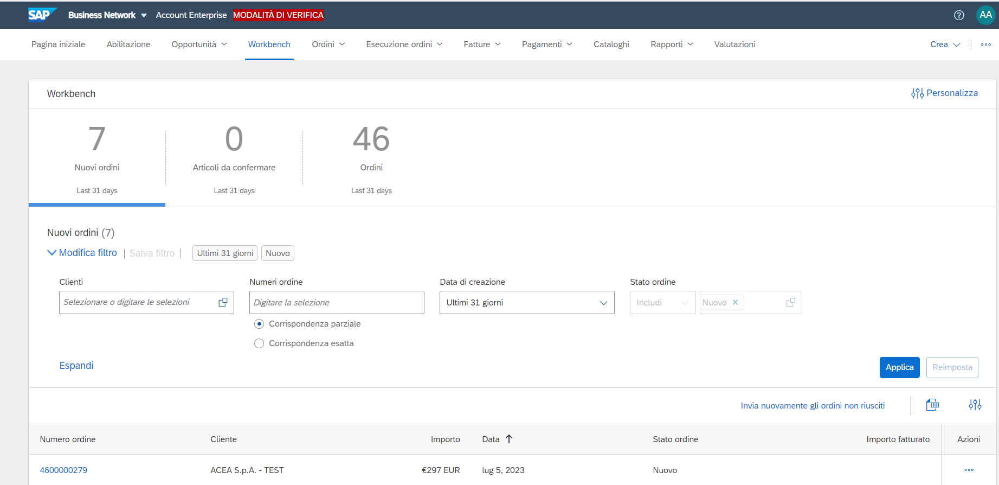 SAP Business Network Account Enterprise MODALITÀ DI VERIFICA ? AA
Pagina iniziale Abilitazione Opportunità Workbench Ordini Esecuzione ordini Fatture Pagamenti Cataloghi Rapporti Valutazioni Crea
Workbench Personalizza
7 0 46
Nuovi ordini Articoli da confermare Ordini
Last 31 days Last 31 days Last 31 days
Nuovi ordini (7)
Modifica filtro | Salva filtro | Ultimi 31 giorni Nuovo
Clienti Numeri ordine Data di creazione Stato ordine
Selezionare o digitare le selezioni Digitare la selezione Ultimi 31 giorni Includi Nuovo
Corrispondenza parziale
Corrispondenza esatta
Espandi Applica Reimposta
Invia nuovamente gli ordini non riusciti
Numero ordine Cliente Importo Data ↑ Stato ordine Importo fatturato Azioni
4600000279 ACEA S.p.A. - TEST €297 EUR lug 5, 2023 Nuovo